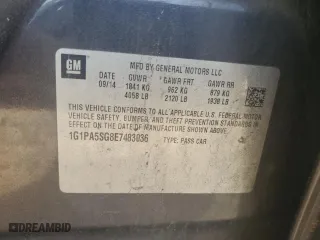 GM
MFD BY GENERAL MOTORS LLC
DATE GVWR GAWR FRT GAWR RR
09/14 1841 KG 962 KG 879 KG
4058 LB 2120 LB 1938 LB
THIS VEHICLE CONFORMS TO ALL APPLICABLE U.S. FEDERAL MOTOR
VEHICLE SAFETY, BUMPER, AND THEFT PREVENTION STANDARDS
IN EFFECT ON THE DATE OF MANUFACTURE SHOWN ABOVE.
1G1PA5SG8E7483036 TYPE: PASS CAR
DREAMBID